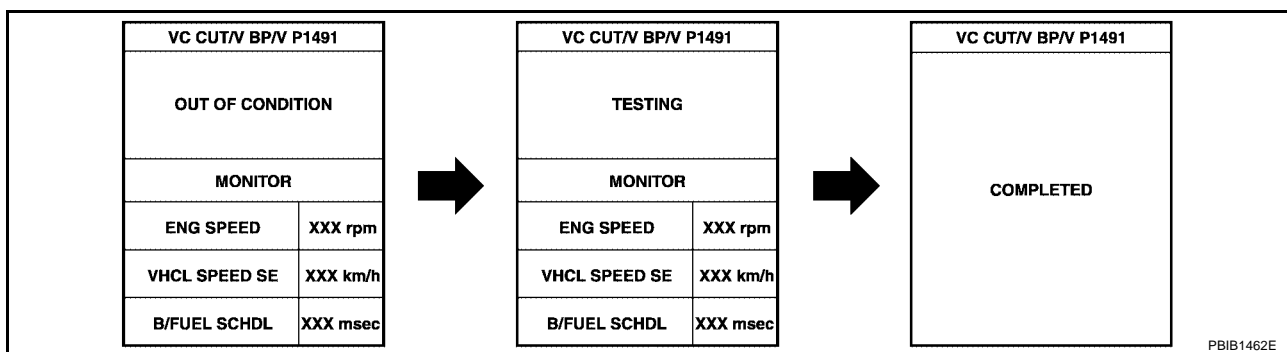 VC CUT/V BP/V P1491
OUT OF CONDITION
MONITOR
ENG SPEED XXX rpm
VHCL SPEED SE XXX km/h
B/FUEL SCHDL XXX msec
VC CUT/V BP/V P1491
TESTING
MONITOR
ENG SPEED XXX rpm
VHCL SPEED SE XXX km/h
B/FUEL SCHDL XXX msec
VC CUT/V BP/V P1491
COMPLETED
PBIB1462E